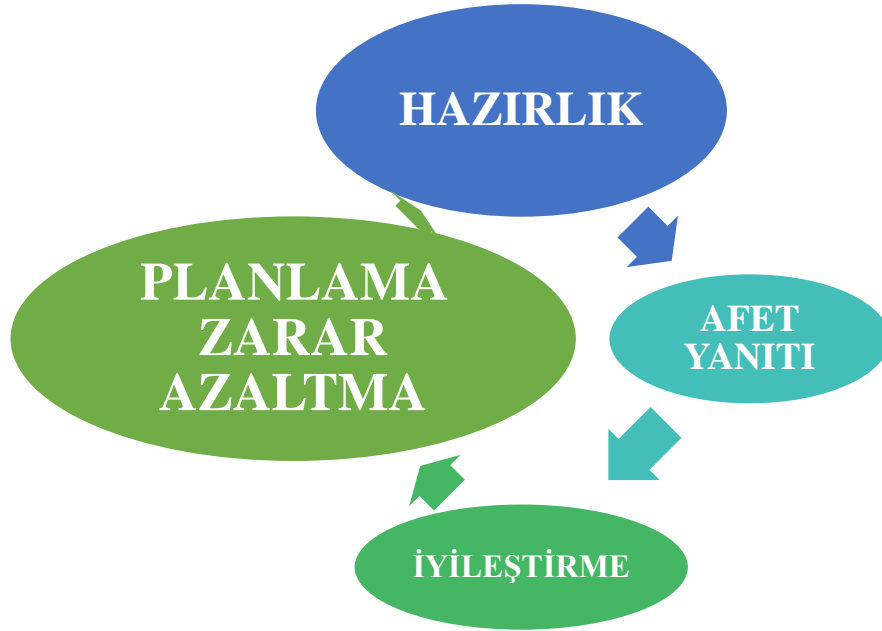 HAZIRLIK
PLANLAMA
ZARAR
AZALTMA
AFET
YANITI
İYİLEŞTİRME